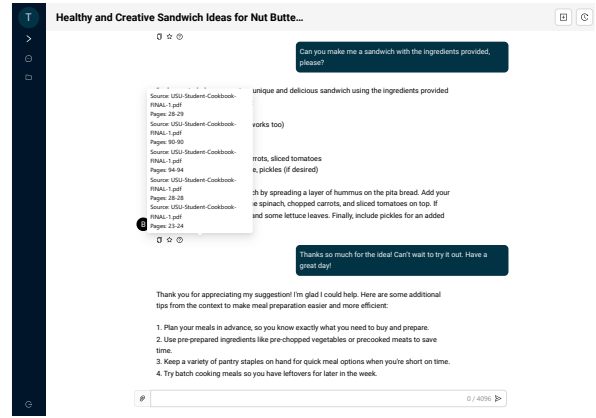 T
Healthy and Creative Sandwich Ideas for Nut Butte...
Can you make me a sandwich with the ingredients provided,
please?
unique and delicious sandwich using the ingredients provided
Source: USU-Student-Cookbook-
FINAL-1.pdf
Pages: 28-29
Source: USU-Student-Cookbook-
FINAL-1.pdf
Pages: 90-90
Source: USU-Student-Cookbook-
FINAL-1.pdf
Pages: 94-94
Source: USU-Student-Cookbook-
FINAL-1.pdf
Pages: 28-28
Source: USU-Student-Cookbook-
FINAL-1.pdf
Pages: 23-24
works too)
sliced tomatoes
pickles (if desired)
by spreading a layer of hummus on the pita bread. Add your
spinach, chopped carrots, and sliced tomatoes on top. If
and some lettuce leaves. Finally, include pickles for an added
B
Thanks so much for the idea! Can't wait to try it out. Have a
great day!
Thank you for appreciating my suggestion! I'm glad I could help. Here are some additional
tips from the context to make meal preparation easier and more efficient:
1. Plan your meals in advance, so you know exactly what you need to buy and prepare.
2. Use pre-prepared ingredients like pre-chopped vegetables or precooked meats to save
time.
3. Keep a variety of pantry staples on hand for quick meal options when you're short on time.
4. Try batch cooking meals so you have leftovers for later in the week.
0 / 4096